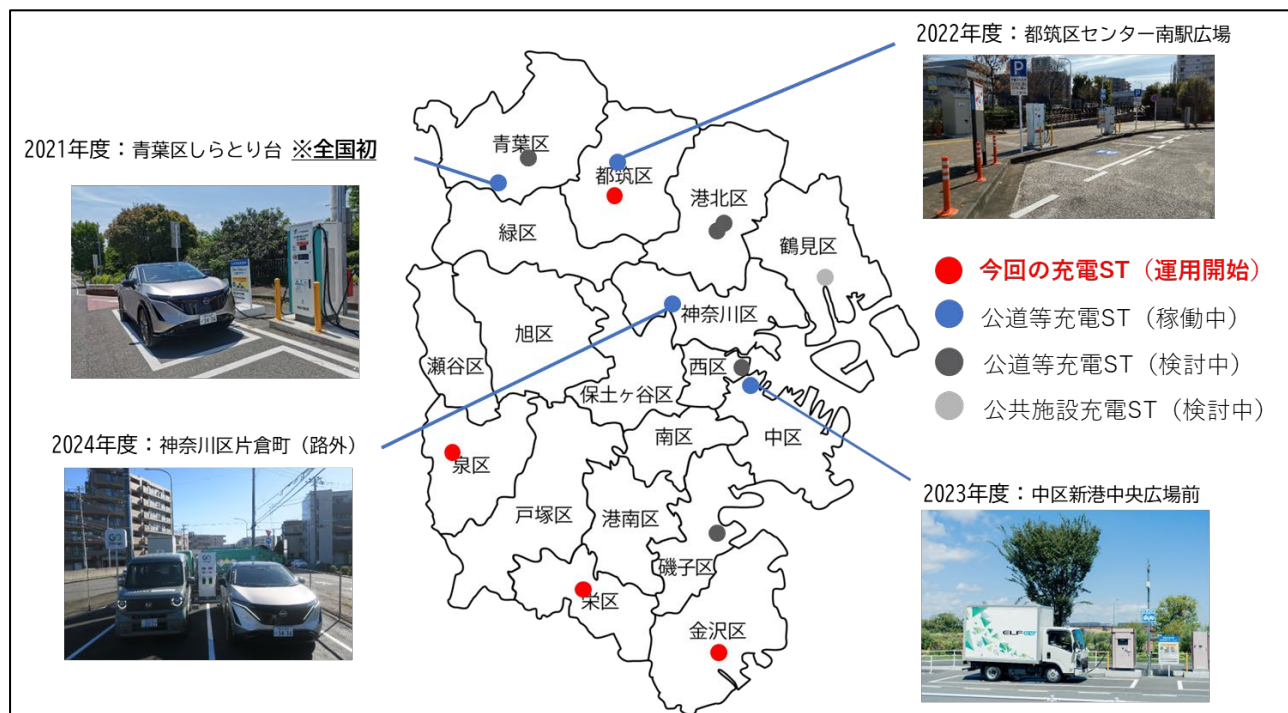 2022年度：都筑区センター南駅広場
2021年度：青葉区しらとり台 ※全国初
青葉区
都筑区
港北区
緑区
鶴見区
今回の充電ST（運用開始）
公道等充電ST（稼働中）
公道等充電ST（検討中）
公共施設充電ST（検討中）
神奈川区
旭区
瀬谷区
西区
保土ヶ谷区
南区
中区
2024年度：神奈川区片倉町（路外）
泉区
2023年度：中区新港中央広場前
戸塚区
港南区
磯子区
栄区
金沢区
P
ELF